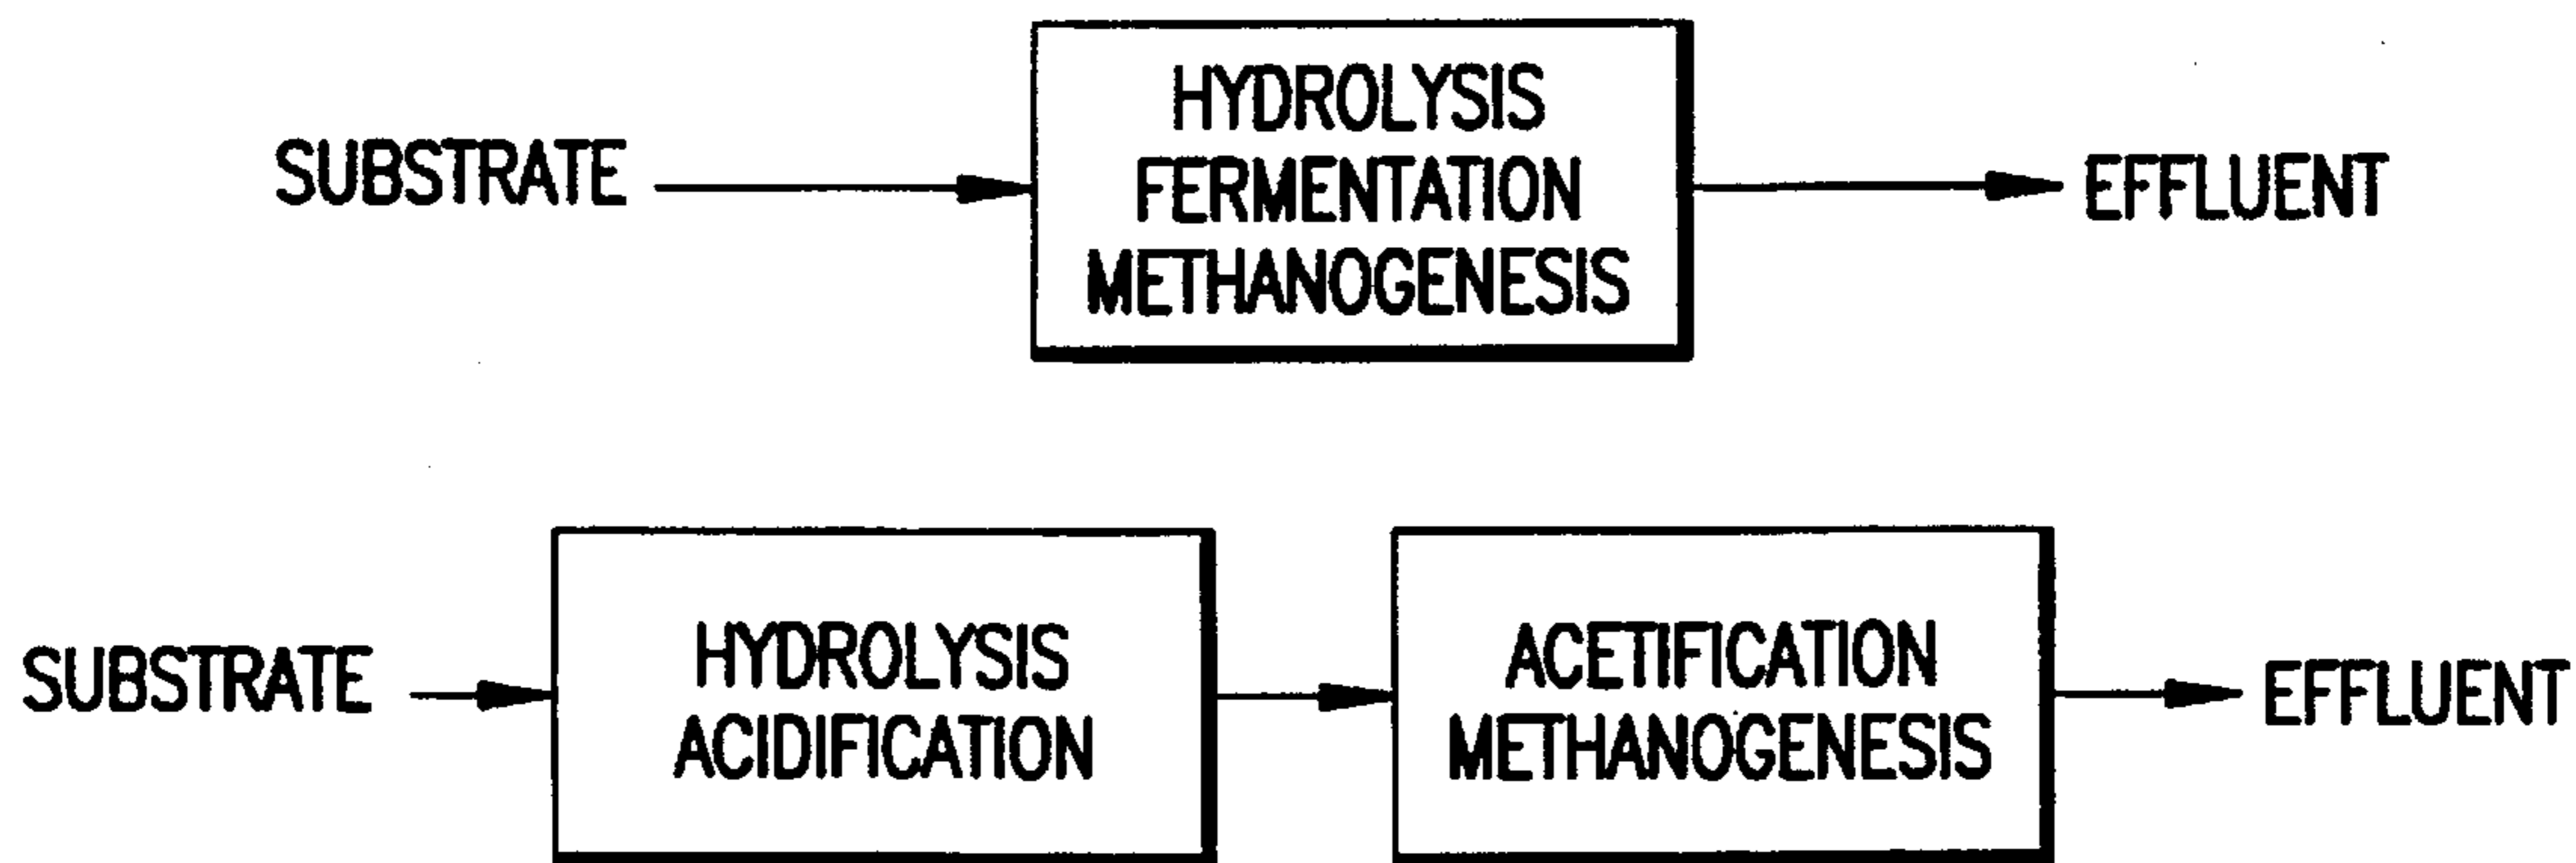 SUBSTRATE
HYDROLYSIS
FERMENTATION
METHANOGENESIS
EFFLUENT
SUBSTRATE
HYDROLYSIS
ACIDIFICATION
ACETIFICATION
METHANOGENESIS
EFFLUENT